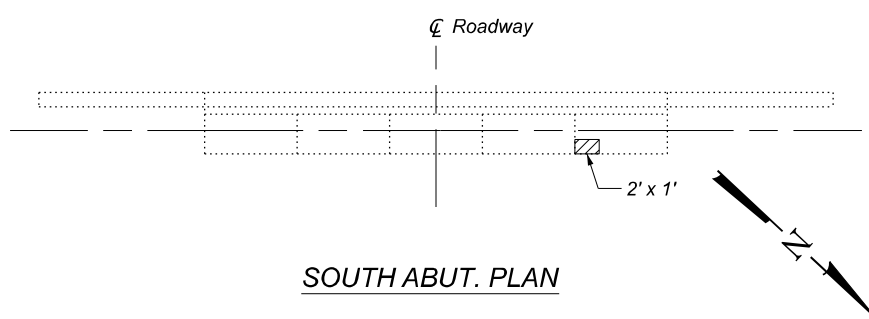 ℄ Roadway
2' x 1'
N
SOUTH ABUT. PLAN